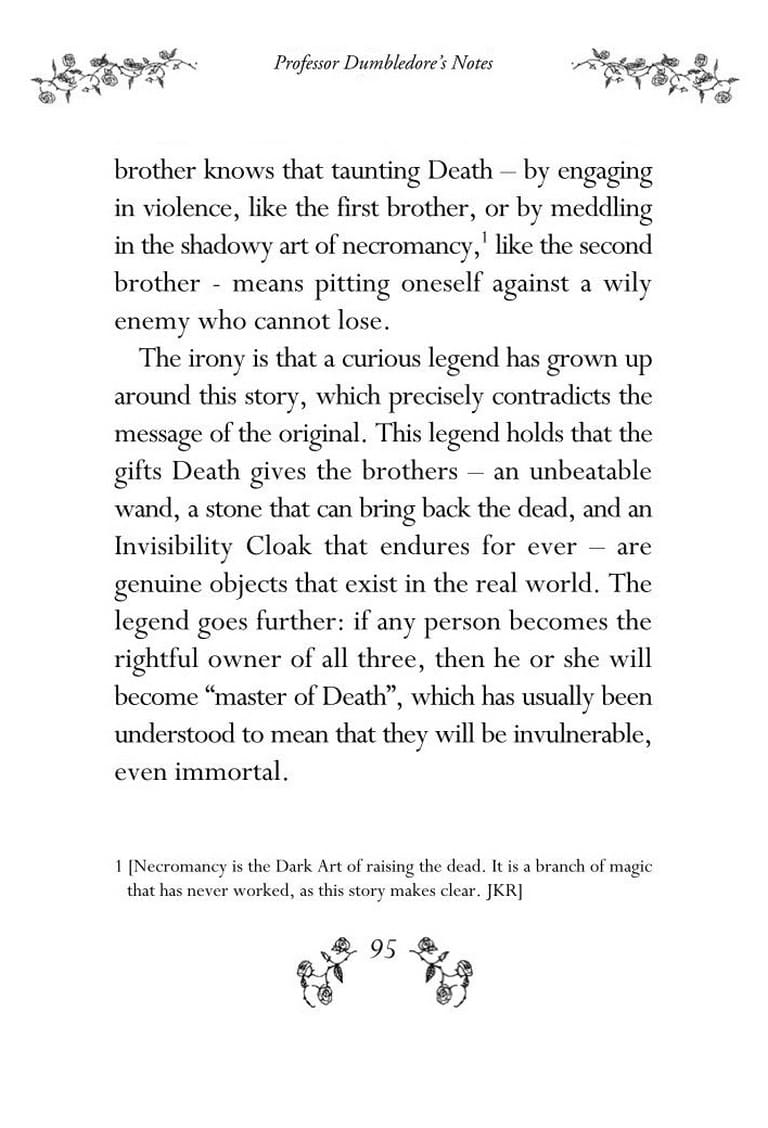 Professor Dumbledore's Notes
brother knows that taunting Death – by engaging
in violence, like the first brother, or by meddling
in the shadowy art of necromancy,¹ like the second
brother - means pitting oneself against a wily
enemy who cannot lose.
The irony is that a curious legend has grown up
around this story, which precisely contradicts the
message of the original. This legend holds that the
gifts Death gives the brothers – an unbeatable
wand, a stone that can bring back the dead, and an
Invisibility Cloak that endures for ever – are
genuine objects that exist in the real world. The
legend goes further: if any person becomes the
rightful owner of all three, then he or she will
become “master of Death”, which has usually been
understood to mean that they will be invulnerable,
even immortal.
1 [Necromancy is the Dark Art of raising the dead. It is a branch of magic
that has never worked, as this story makes clear. JKR]
95